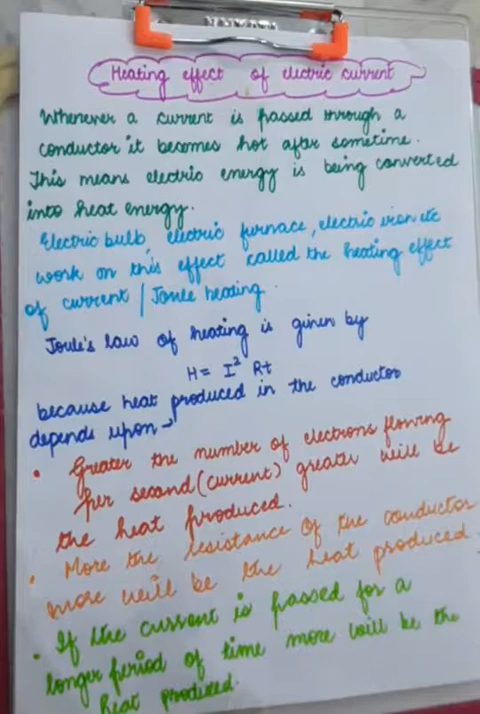 Heating effect of electric current
Whenever a current is passed through a
conductor it becomes hot after sometime.
This means electric energy is being converted
into heat energy.
Electric bulb, electric furnace, electric iron etc
work on this effect called the heating effect
of current / Joule heating.
Joule's law of heating is given by
H = I² Rt
because heat produced in the conductor
depends upon →
• Greater the number of electrons flowing
per second (current) greater will be
the heat produced.
• More the resistance of the conductor
more will be the heat produced.
• If the current is passed for a
longer period of time more will be the
heat produced.